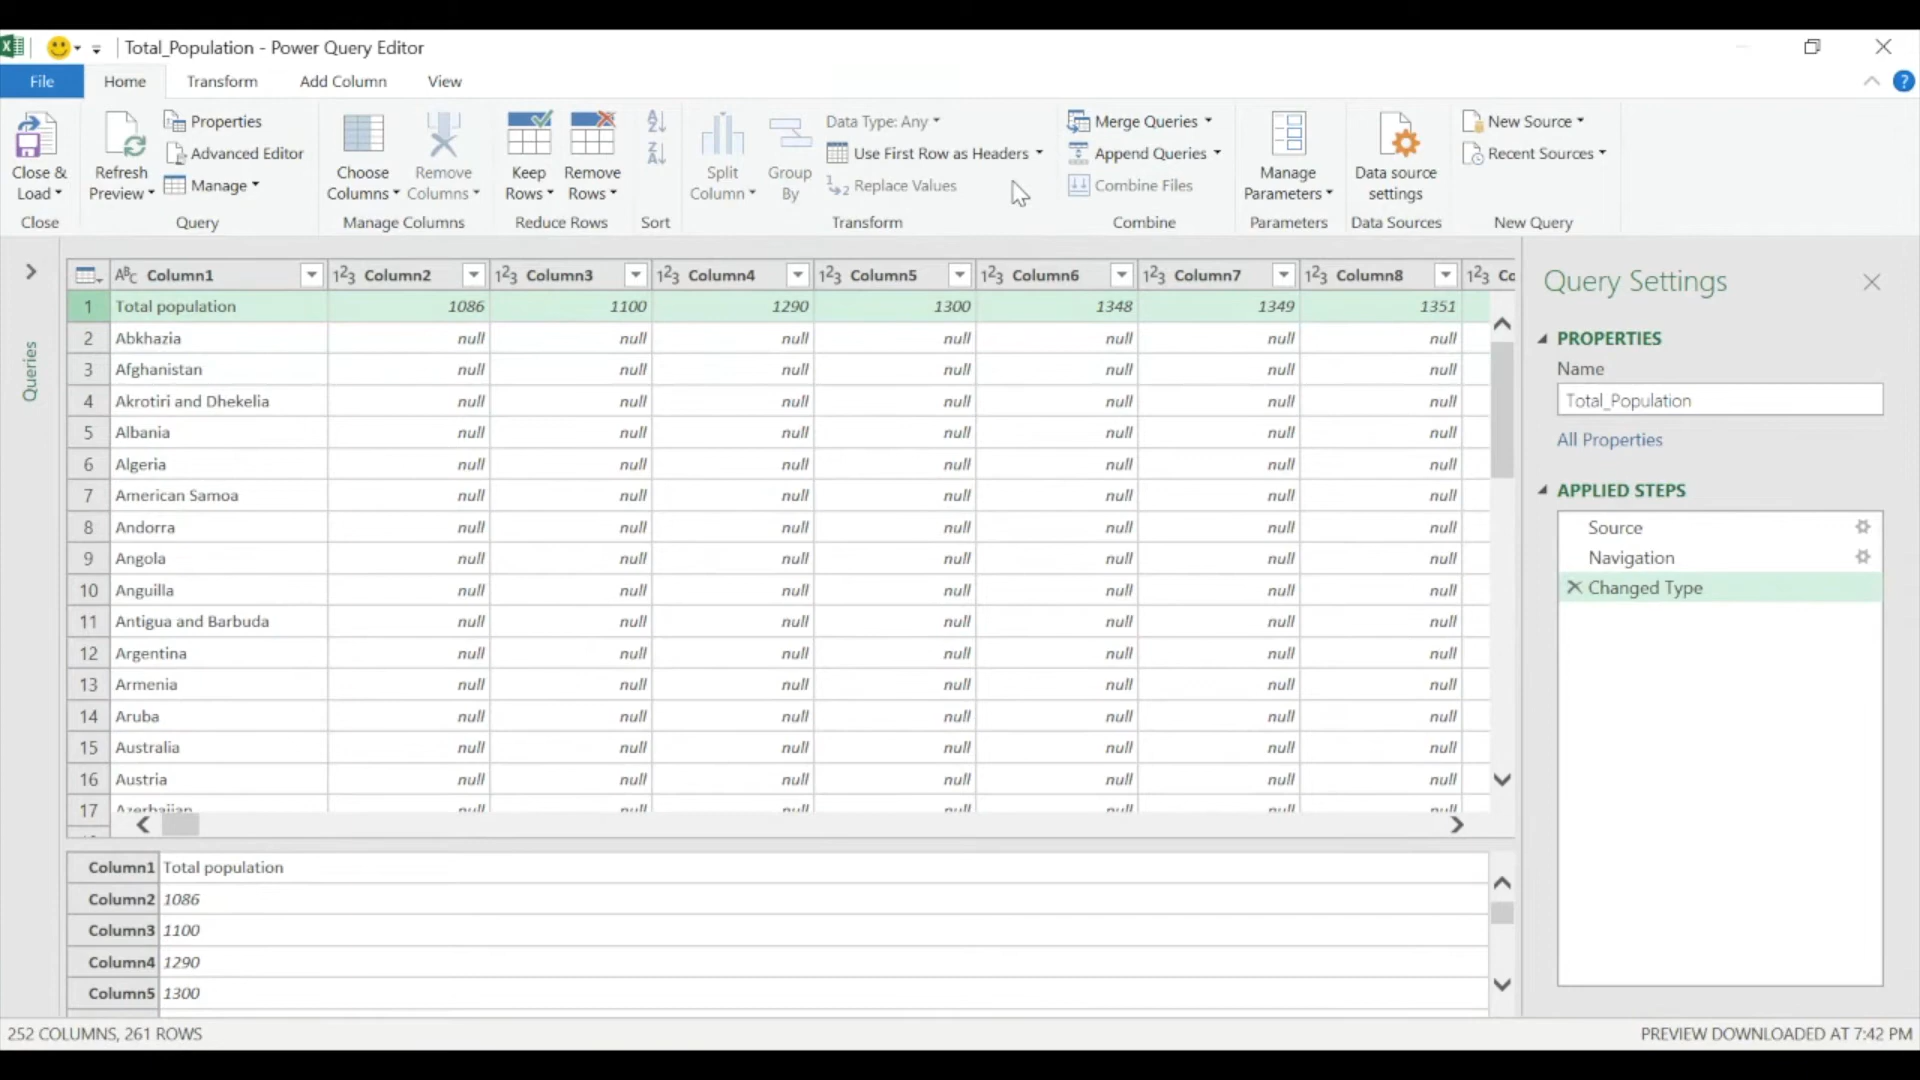 Total_Population - Power Query Editor
File Home Transform Add Column View
Close & Load
Refresh Preview
Properties
Advanced Editor
Manage
Choose Columns
Remove Columns
Keep Rows
Remove Rows
Split Column
Group By
Data Type: Any
Use First Row as Headers
Replace Values
Merge Queries
Append Queries
Combine Files
Manage Parameters
Data source settings
New Source
Recent Sources
Close Query Manage Columns Reduce Rows Sort Transform Combine Parameters Data Sources New Query
Queries
Column1 Column2 Column3 Column4 Column5 Column6 Column7 Column8 Co
1 Total population 1086 1100 1290 1300 1348 1349 1351
2 Abkhazia null null null null null null null
3 Afghanistan null null null null null null null
4 Akrotiri and Dhekelia null null null null null null null
5 Albania null null null null null null null
6 Algeria null null null null null null null
7 American Samoa null null null null null null null
8 Andorra null null null null null null null
9 Angola null null null null null null null
10 Anguilla null null null null null null null
11 Antigua and Barbuda null null null null null null null
12 Argentina null null null null null null null
13 Armenia null null null null null null null
14 Aruba null null null null null null null
15 Australia null null null null null null null
16 Austria null null null null null null null
17 Azerbaijan null null null null null null null
Column1 Total population
Column2 1086
Column3 1100
Column4 1290
Column5 1300
Query Settings
PROPERTIES
Name
Total_Population
All Properties
APPLIED STEPS
Source
Navigation
Changed Type
252 COLUMNS, 261 ROWS
PREVIEW DOWNLOADED AT 7:42 PM